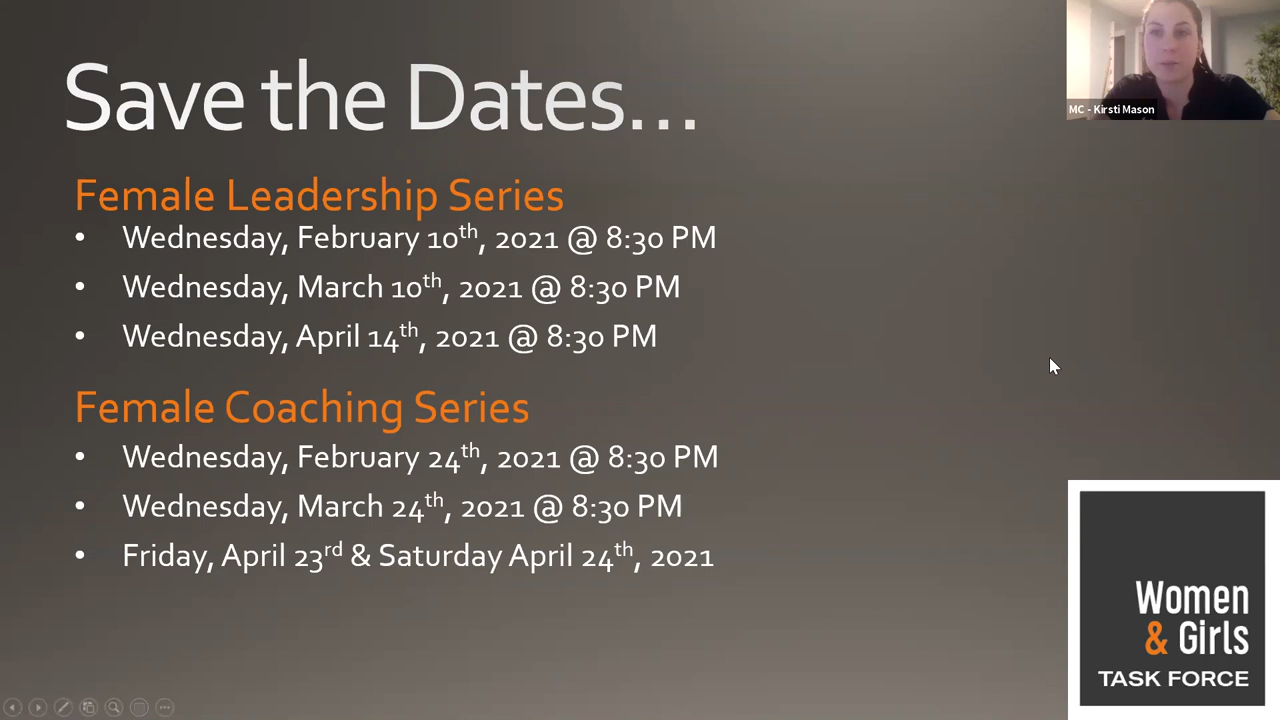 Save the Dates...
MC - Kirsti Mason
Female Leadership Series
• Wednesday, February 10th, 2021 @ 8:30 PM
• Wednesday, March 10th, 2021 @ 8:30 PM
• Wednesday, April 14th, 2021 @ 8:30 PM
Female Coaching Series
• Wednesday, February 24th, 2021 @ 8:30 PM
• Wednesday, March 24th, 2021 @ 8:30 PM
• Friday, April 23rd & Saturday April 24th, 2021
Women
& Girls
TASK FORCE